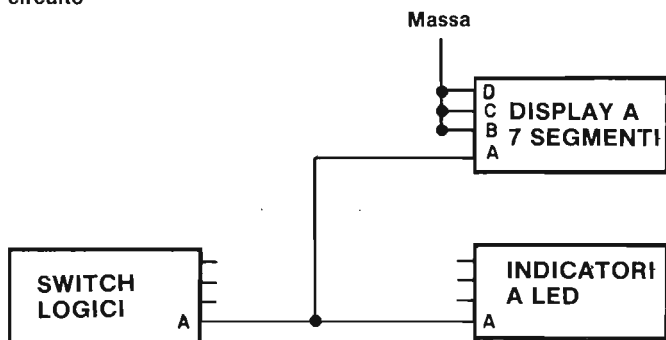 circuito
Massa
D
C
B
A
DISPLAY A
7 SEGMENTI
SWITCH
LOGICI
A
INDICATORI
A LED
A